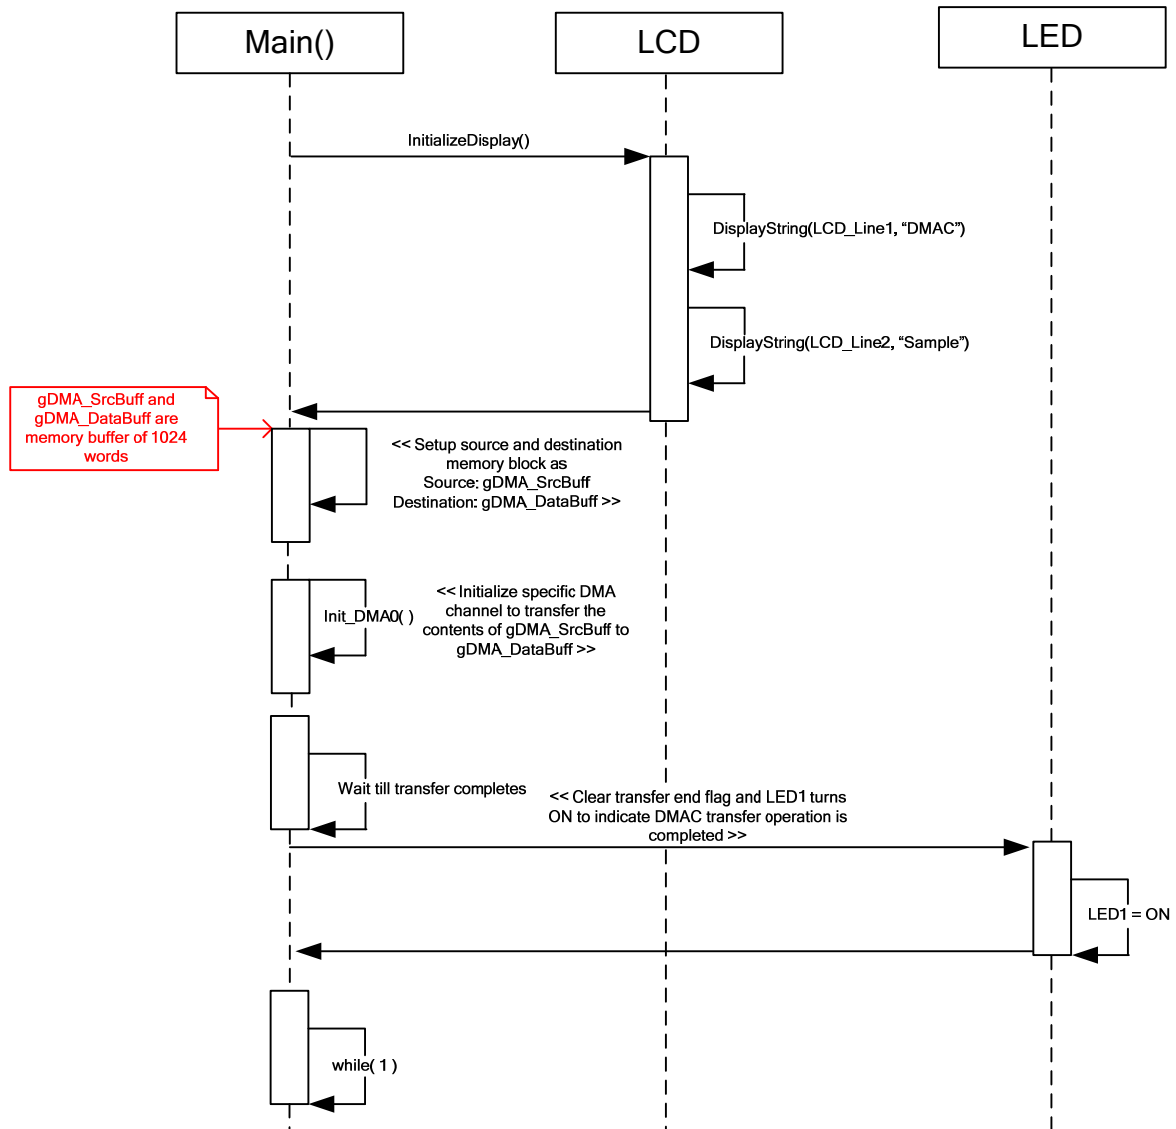 Main()
LCD
LED
InitializeDisplay()
DisplayString(LCD_Line1, “DMAC”)
DisplayString(LCD_Line2, “Sample”)
gDMA_SrcBuff and
gDMA_DataBuff are
memory buffer of 1024
words
<< Setup source and destination
memory block as
Source: gDMA_SrcBuff
Destination: gDMA_DataBuff >>
Init_DMA0( )
<< Initialize specific DMA
channel to transfer the
contents of gDMA_SrcBuff to
gDMA_DataBuff >>
Wait till transfer completes
<< Clear transfer end flag and LED1 turns
ON to indicate DMAC transfer operation is
completed >>
LED1 = ON
while( 1 )